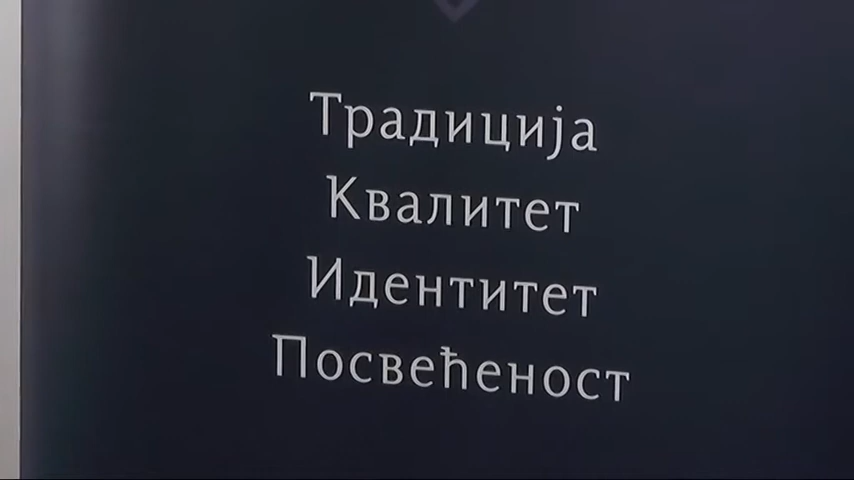 Традиција
Квалитет
Идентитет
Посвећеност